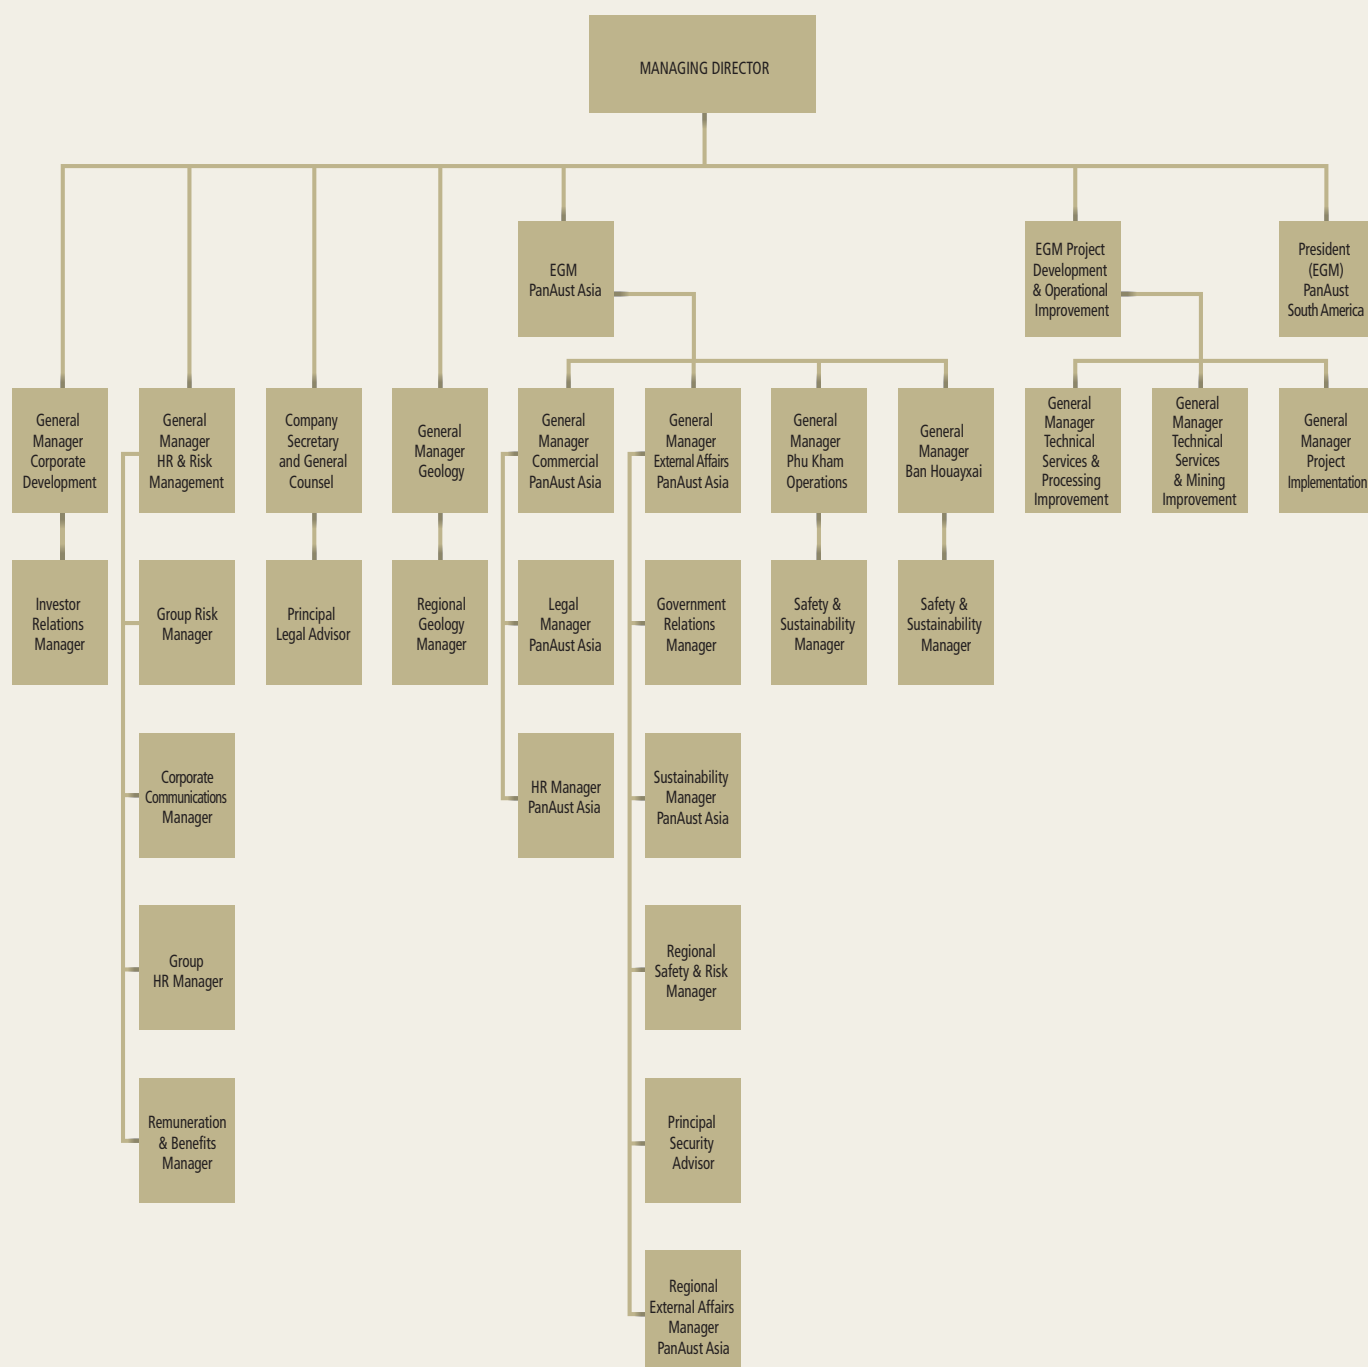 MANAGING DIRECTOR
EGM
PanAust Asia
EGM Project
Development
& Operational
Improvement
President
(EGM)
PanAust
South America
General
Manager
Corporate
Development
General
Manager
HR & Risk
Management
Company
Secretary
and General
Counsel
General
Manager
Geology
General
Manager
Commercial
PanAust Asia
General
Manager
External Affairs
PanAust Asia
General
Manager
Phu Kham
Operations
General
Manager
Ban Houayxai
General
Manager
Technical
Services &
Processing
Improvement
General
Manager
Technical
Services
& Mining
Improvement
General
Manager
Project
Implementation
Investor
Relations
Manager
Group Risk
Manager
Principal
Legal Advisor
Regional
Geology
Manager
Legal
Manager
PanAust Asia
Government
Relations
Manager
Safety &
Sustainability
Manager
Safety &
Sustainability
Manager
Corporate
Communications
Manager
HR Manager
PanAust Asia
Sustainability
Manager
PanAust Asia
Group
HR Manager
Regional
Safety & Risk
Manager
Remuneration
& Benefits
Manager
Principal
Security
Advisor
Regional
External Affairs
Manager
PanAust Asia